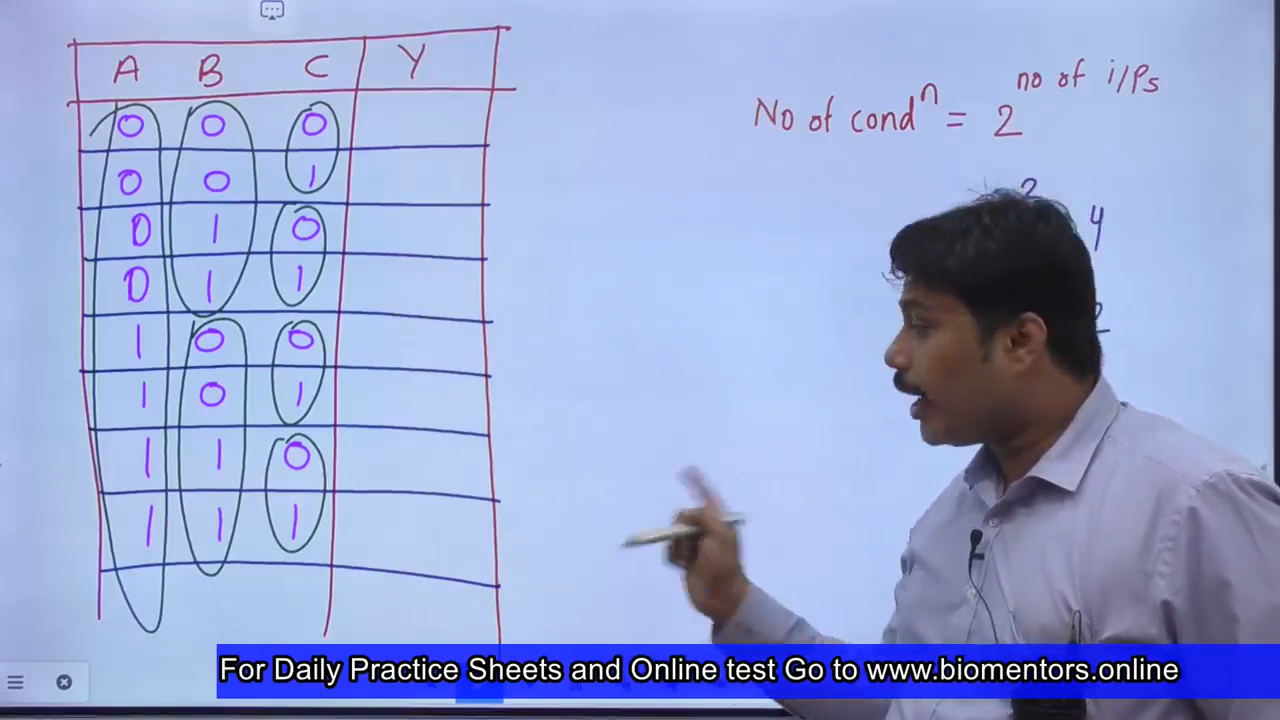 A B C Y
0 0 0
0 0 1
0 1 0
0 1 1
1 0 0
1 0 1
1 1 0
1 1 1
No of condⁿ = 2^no of i/Ps
2
4
For Daily Practice Sheets and Online test Go to www.biomentors.online